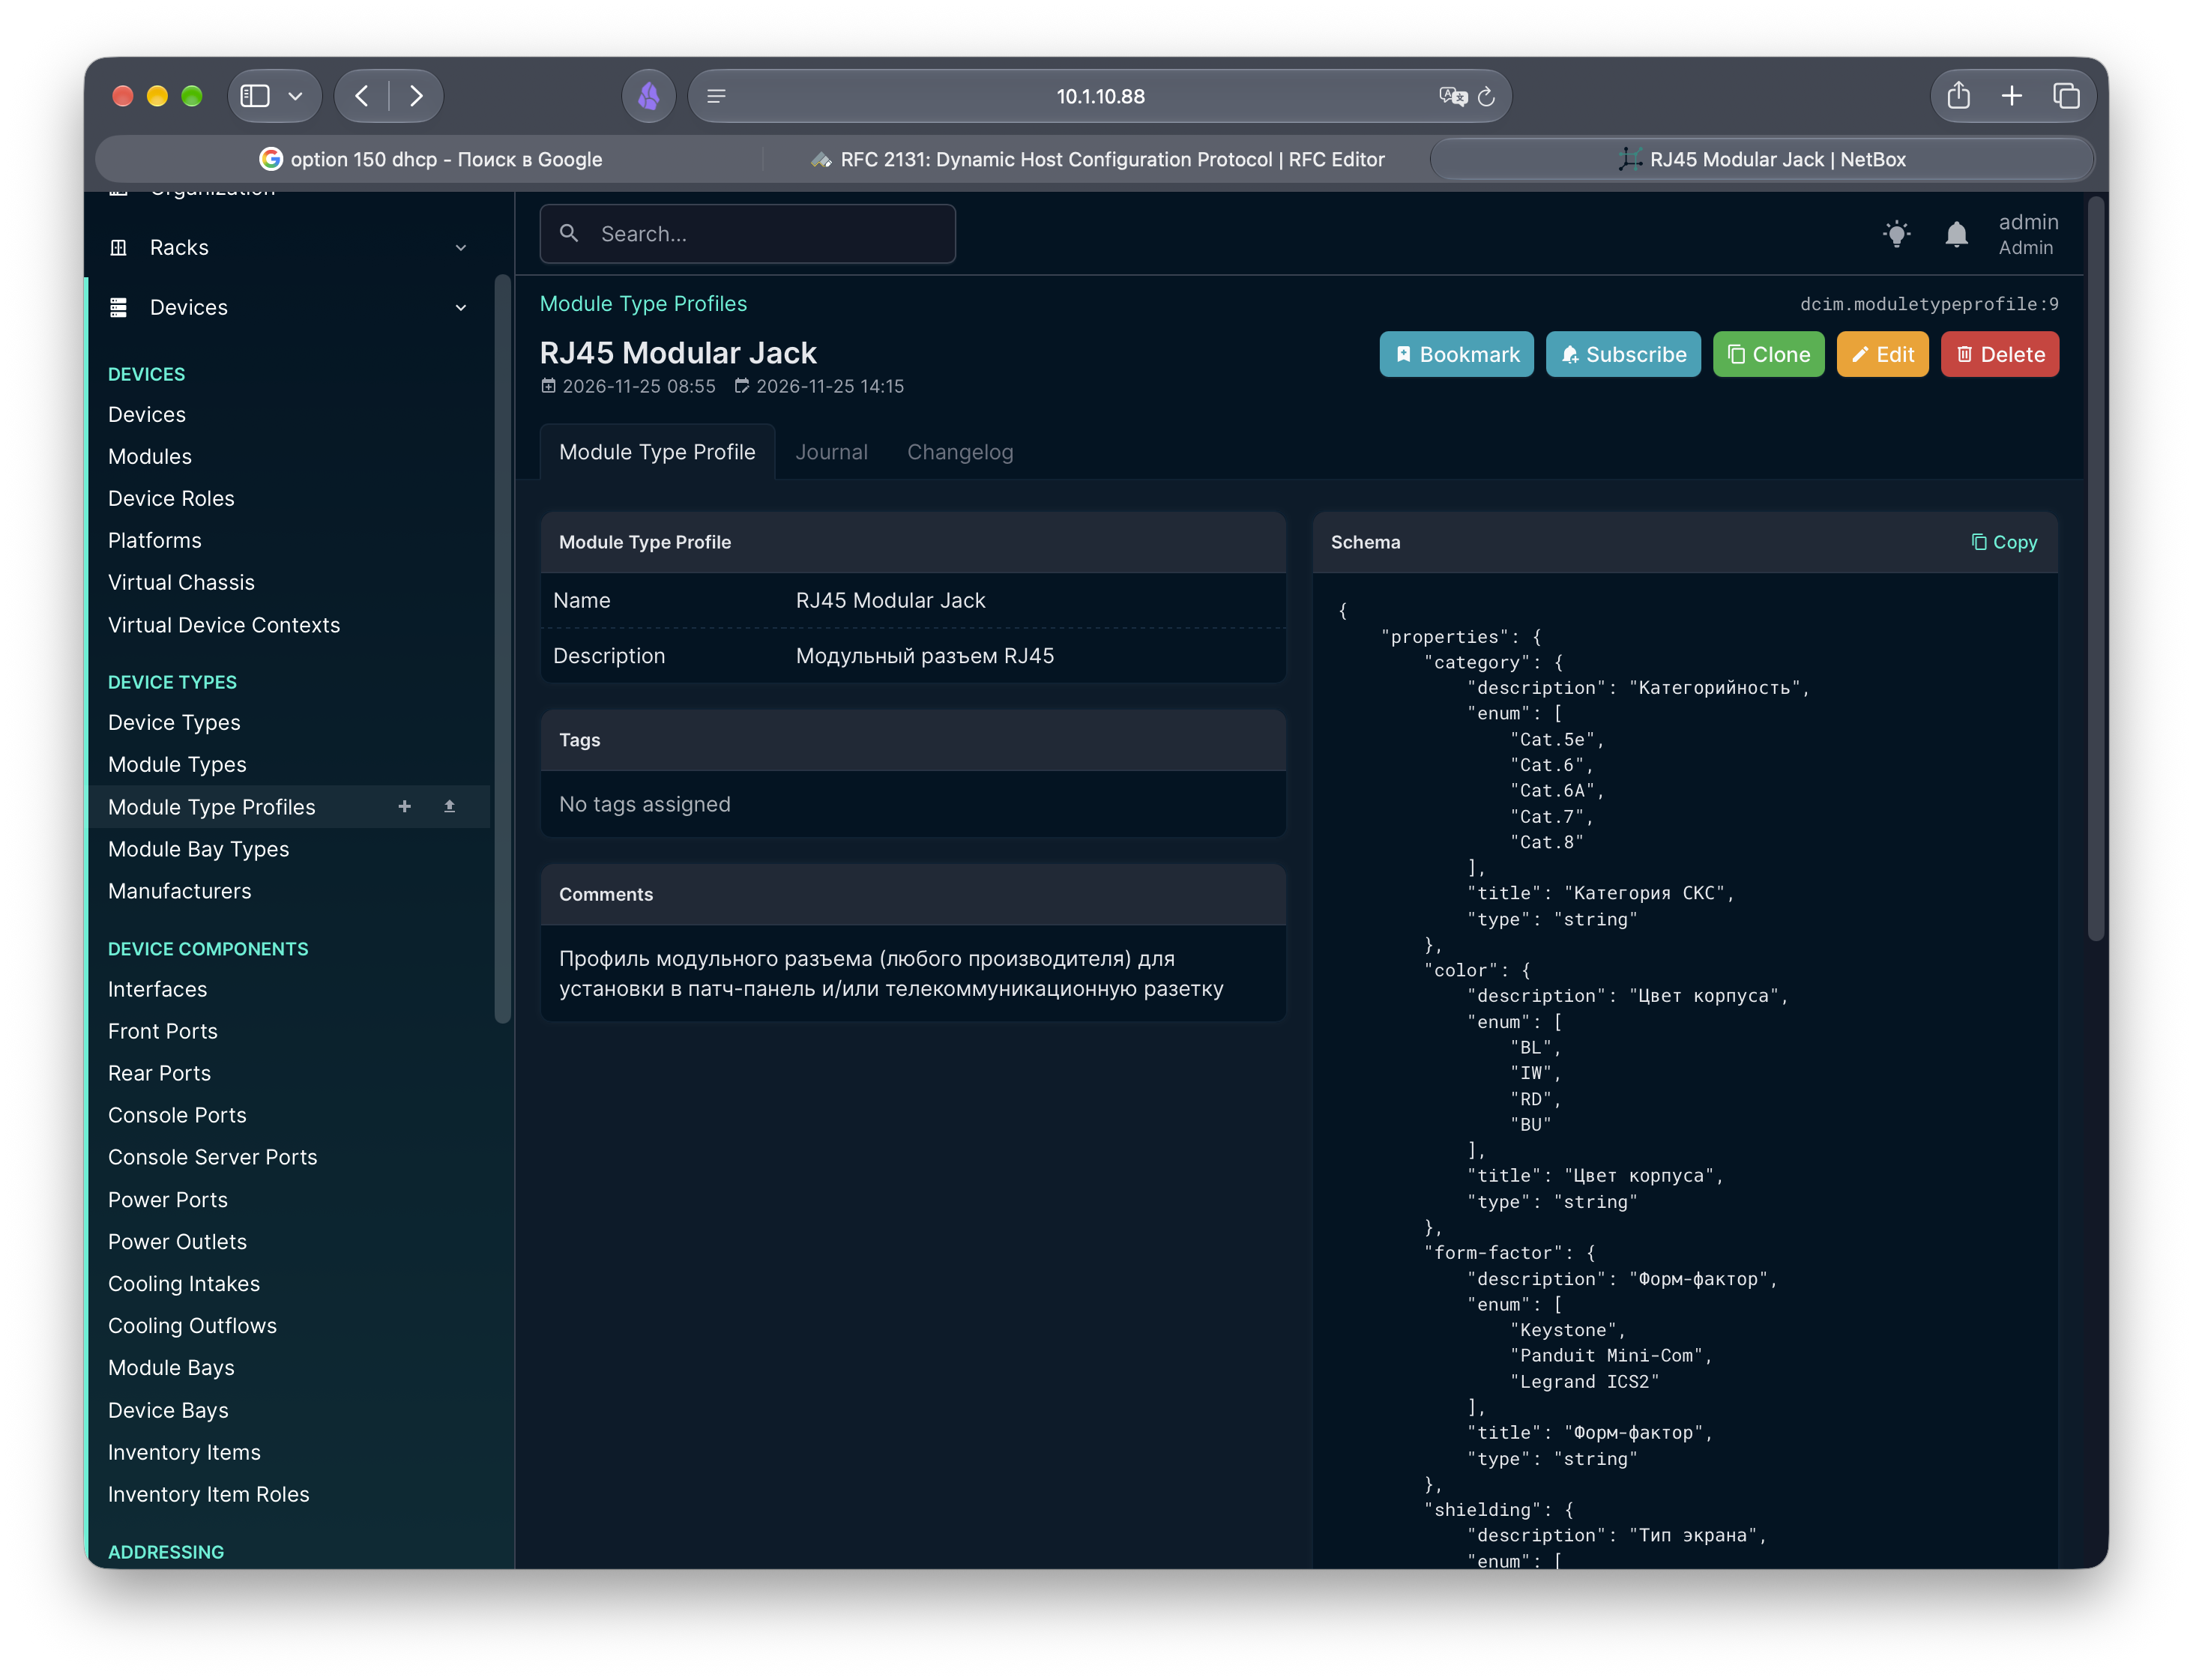 10.1.10.88
option 150 dhcp - Поиск в Google
RFC 2131: Dynamic Host Configuration Protocol | RFC Editor
RJ45 Modular Jack | NetBox
Organization
Racks
Devices
DEVICES
Devices
Modules
Device Roles
Platforms
Virtual Chassis
Virtual Device Contexts
DEVICE TYPES
Device Types
Module Types
Module Type Profiles
Module Bay Types
Manufacturers
DEVICE COMPONENTS
Interfaces
Front Ports
Rear Ports
Console Ports
Console Server Ports
Power Ports
Power Outlets
Cooling Intakes
Cooling Outflows
Module Bays
Device Bays
Inventory Items
Inventory Item Roles
ADDRESSING
Search...
admin
Admin
Module Type Profiles
dcim.moduletypeprofile:9
RJ45 Modular Jack
2026-11-25 08:55 2026-11-25 14:15
Bookmark Subscribe Clone Edit Delete
Module Type Profile Journal Changelog
Module Type Profile
Name RJ45 Modular Jack
Description Модульный разъем RJ45
Tags
No tags assigned
Comments
Профиль модульного разъема (любого производителя) для
установки в патч-панель и/или телекоммуникационную разетку
Schema Copy
{
"properties": {
"category": {
"description": "Категорийность",
"enum": [
"Cat.5e",
"Cat.6",
"Cat.6A",
"Cat.7",
"Cat.8"
],
"title": "Категория СКС",
"type": "string"
},
"color": {
"description": "Цвет корпуса",
"enum": [
"BL",
"IW",
"RD",
"BU"
],
"title": "Цвет корпуса",
"type": "string"
},
"form-factor": {
"description": "Форм-фактор",
"enum": [
"Keystone",
"Panduit Mini-Com",
"Legrand ICS2"
],
"title": "Форм-фактор",
"type": "string"
},
"shielding": {
"description": "Тип экрана",
"enum": [